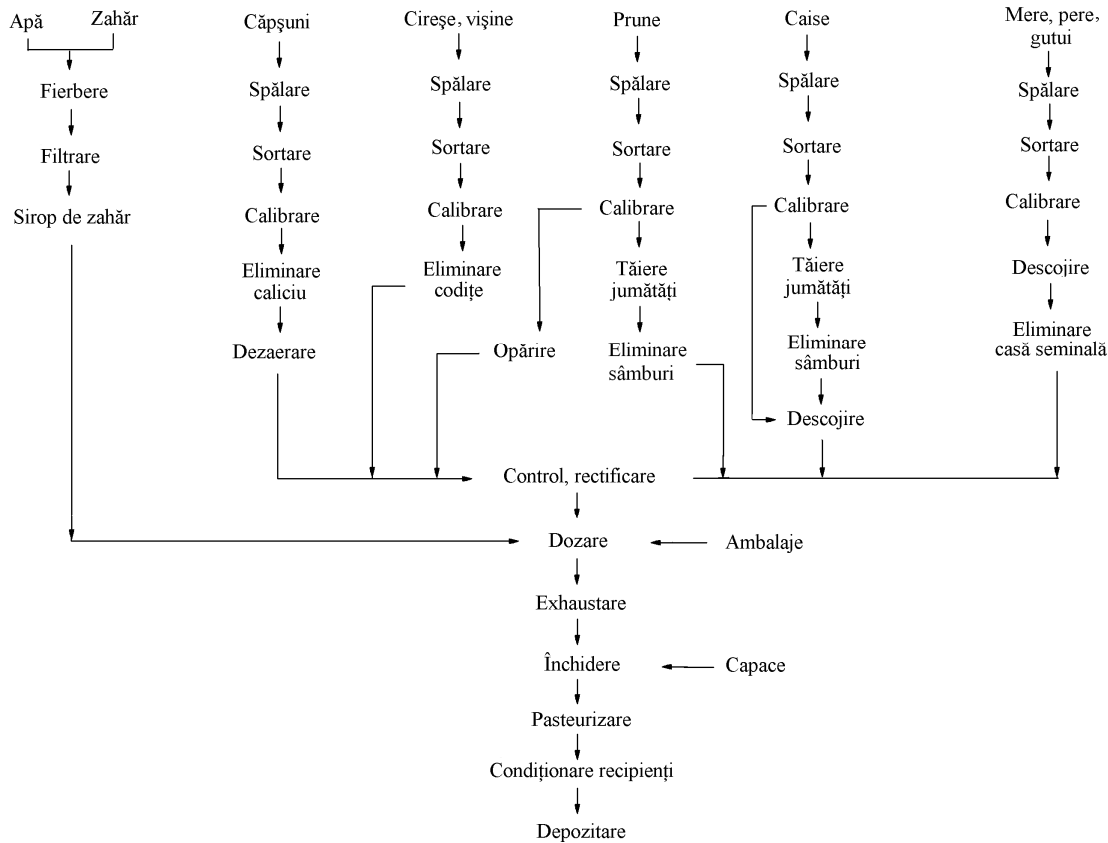 Apă
Zahăr
Fierbere
Filtrare
Sirop de zahăr
Căpşuni
Spălare
Sortare
Calibrare
Eliminare
caliciu
Dezaerare
Cireşe, vişine
Spălare
Sortare
Calibrare
Eliminare
codiţe
Prune
Spălare
Sortare
Calibrare
Opărire
Tăiere
jumătăţi
Eliminare
sâmburi
Caise
Spălare
Sortare
Calibrare
Tăiere
jumătăţi
Eliminare
sâmburi
Descojire
Mere, pere,
gutui
Spălare
Sortare
Calibrare
Descojire
Eliminare
casă seminală
Control, rectificare
Dozare
Ambalaje
Exhaustare
Închidere
Capace
Pasteurizare
Condiţionare recipienţi
Depozitare